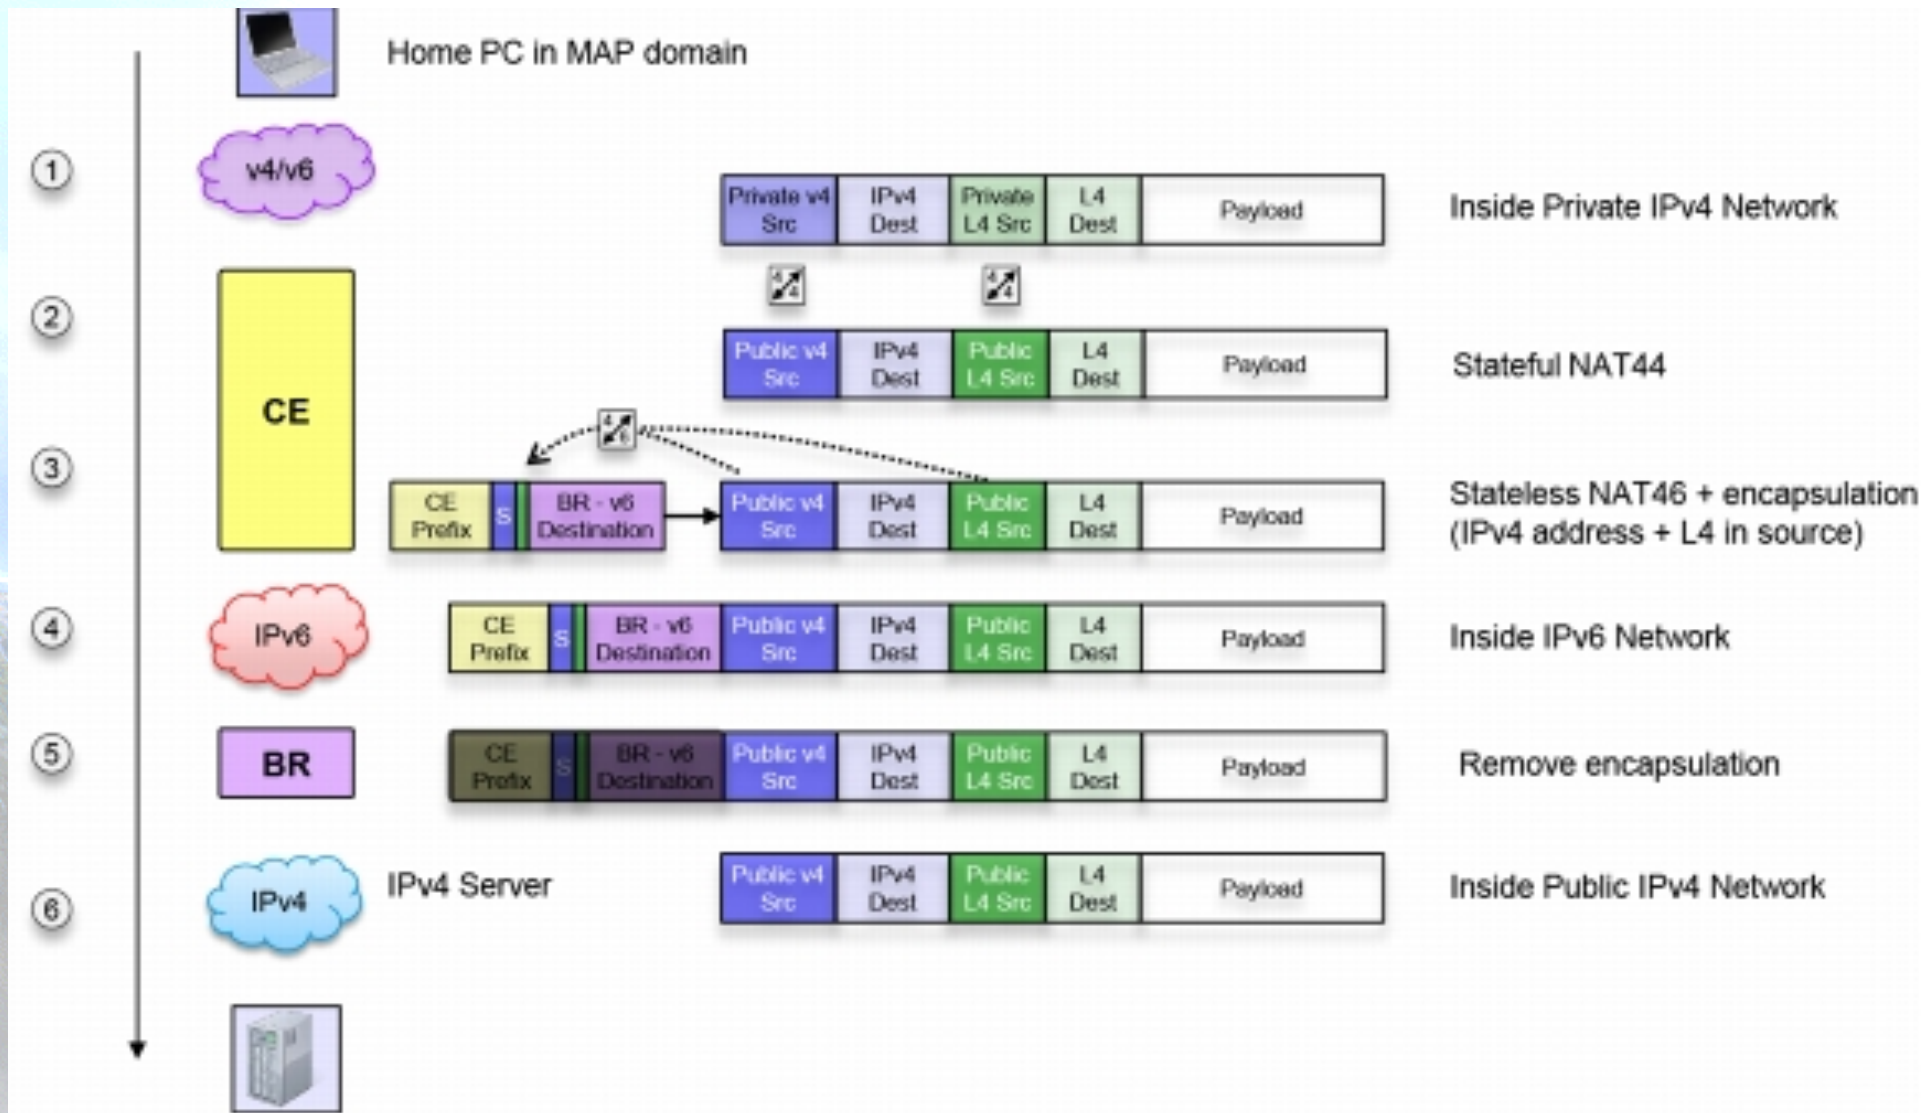 Home PC in MAP domain
1
v4/v6
Private v4 Src
IPv4 Dest
Private L4 Src
L4 Dest
Payload
Inside Private IPv4 Network
4 4
4 4
2
CE
Public v4 Src
IPv4 Dest
Public L4 Src
L4 Dest
Payload
Stateful NAT44
4 6
3
CE Prefix
S
BR - v6 Destination
Public v4 Src
IPv4 Dest
Public L4 Src
L4 Dest
Payload
Stateless NAT46 + encapsulation
(IPv4 address + L4 in source)
4
IPv6
CE Prefix
S
BR - v6 Destination
Public v4 Src
IPv4 Dest
Public L4 Src
L4 Dest
Payload
Inside IPv6 Network
5
BR
CE Prefix
S
BR - v6 Destination
Public v4 Src
IPv4 Dest
Public L4 Src
L4 Dest
Payload
Remove encapsulation
6
IPv4
IPv4 Server
Public v4 Src
IPv4 Dest
Public L4 Src
L4 Dest
Payload
Inside Public IPv4 Network